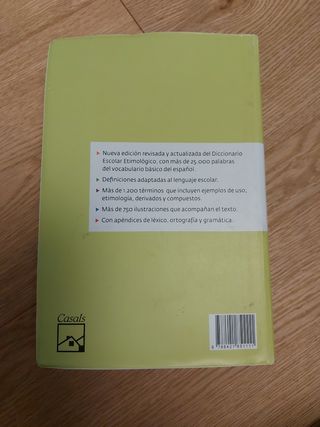 Nueva edición revisada y actualizada del Diccionario
Escolar Etimológico, con más de 25.000 palabras
del vocabulario básico del español.
Definiciones adaptadas al lenguaje escolar.
Más de 1.200 términos que incluyen ejemplos de uso,
etimología, derivados y compuestos.
Más de 750 ilustraciones que acompañan el texto.
Con apéndices de léxico, ortografía y gramática.
Casals